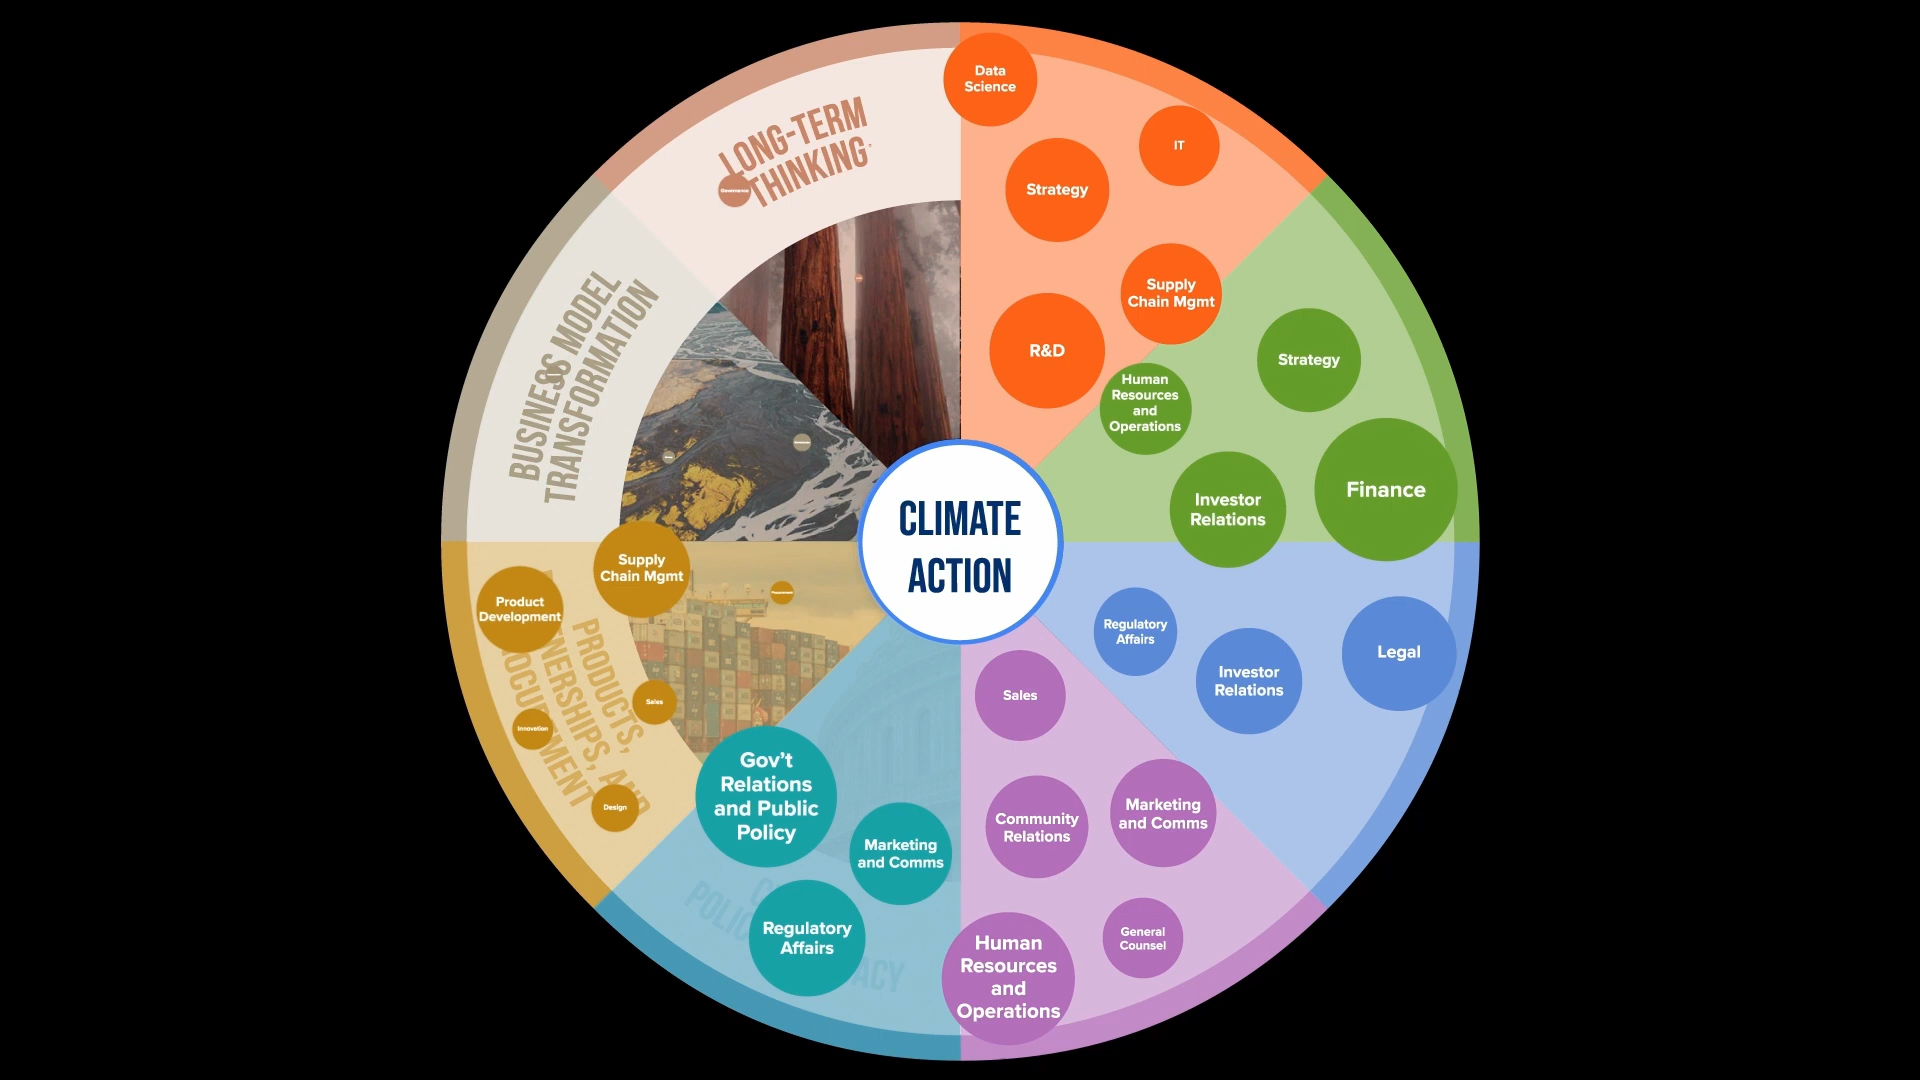 LONG-TERM
THINKING
Governance
BUSINESS MODEL
TRANSFORMATION
Data
Science
IT
Strategy
Supply
Chain Mgmt
R&D
Human
Resources
and
Operations
Strategy
Finance
Investor
Relations
CLIMATE
ACTION
Regulatory
Affairs
Investor
Relations
Legal
Sales
Community
Relations
Marketing
and Comms
General
Counsel
Human
Resources
and
Operations
Gov’t
Relations
and Public
Policy
Marketing
and Comms
Regulatory
Affairs
Supply
Chain Mgmt
Product
Development
Procurement
Sales
Innovation
Design
PRODUCTS,